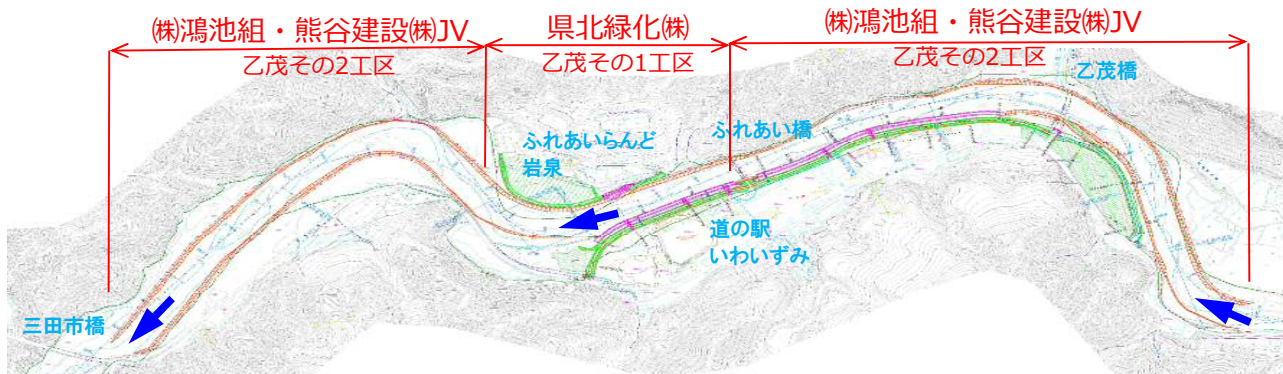 ㈱鴻池組・熊谷建設㈱JV
乙茂その2工区
県北緑化㈱
乙茂その1工区
㈱鴻池組・熊谷建設㈱JV
乙茂その2工区
乙茂橋
ふれあい橋
ふれあいらんど
岩泉
道の駅
いわいずみ
三田市橋